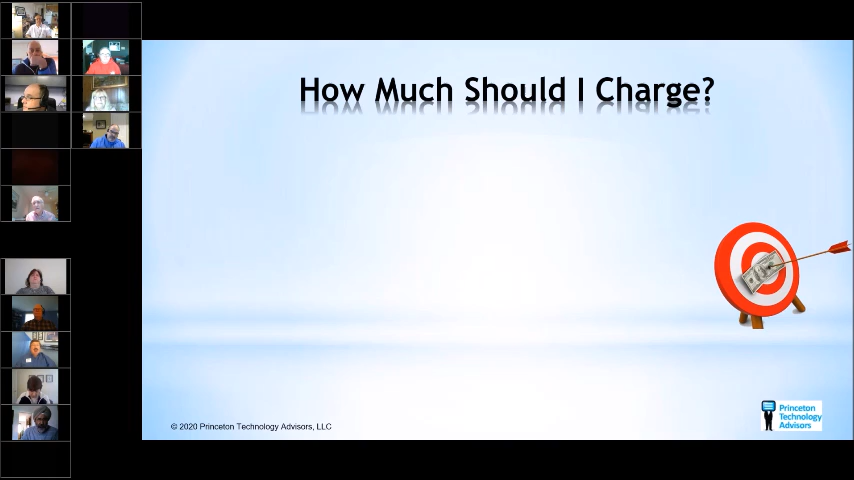 How Much Should I Charge?
© 2020 Princeton Technology Advisors, LLC
Princeton
Technology
Advisors